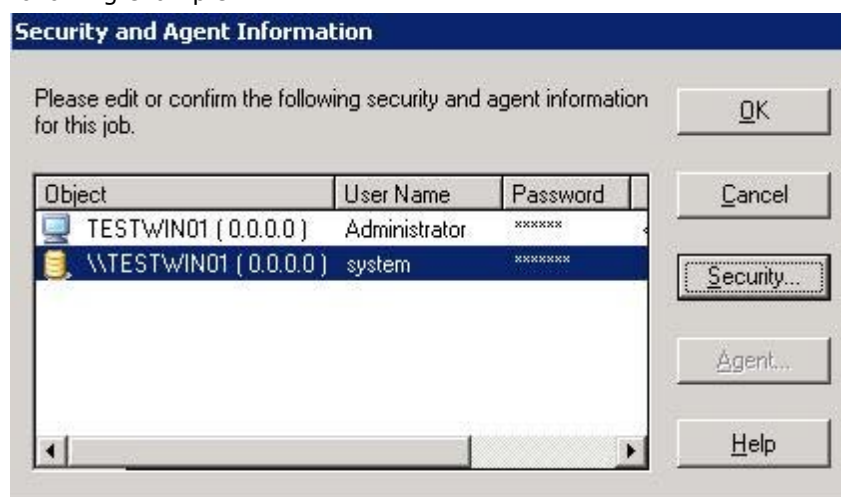 Security and Agent Information
Please edit or confirm the following security and agent information
for this job.
OK
Cancel
Security...
Agent...
Help
Object User Name Password
TESTWIN01 ( 0.0.0.0 ) Administrator ******
\\TESTWIN01 ( 0.0.0.0 ) system *******